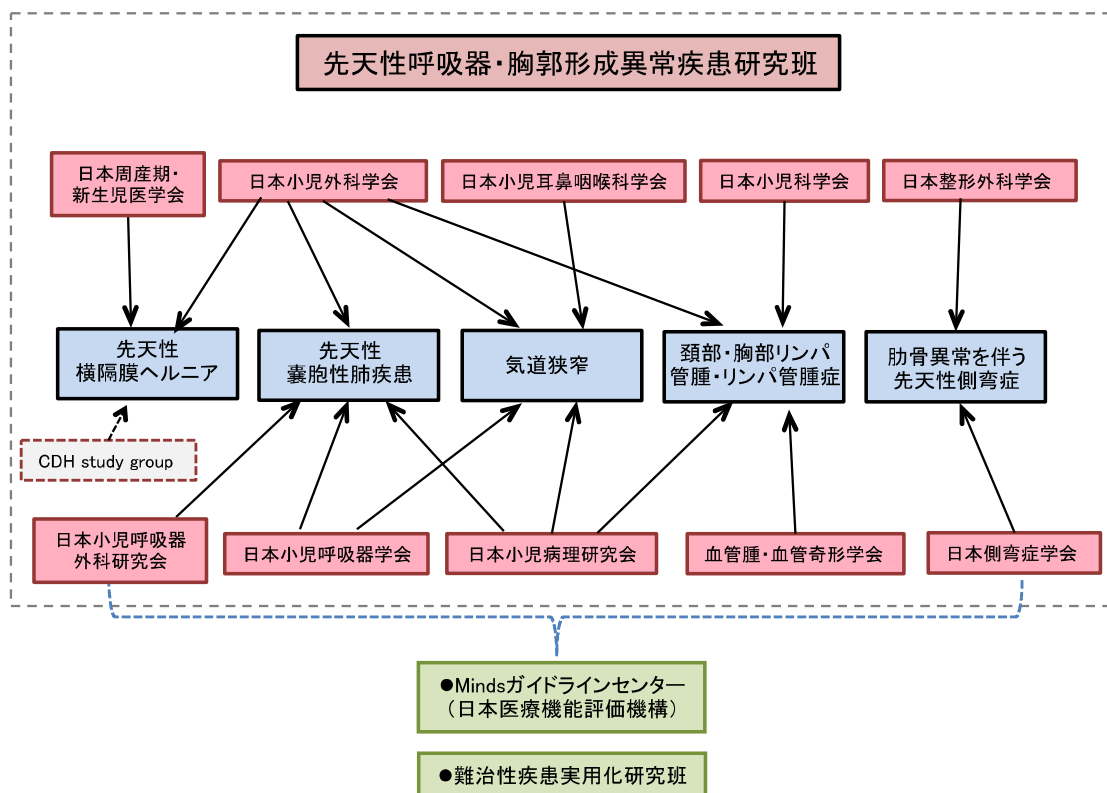 先天性呼吸器・胸郭形成異常疾患研究班
日本周産期・
新生児医学会
日本小児外科学会
日本小児耳鼻咽喉科学会
日本小児科学会
日本整形外科学会
先天性
横隔膜ヘルニア
先天性
嚢胞性肺疾患
気道狭窄
頚部・胸部リンパ
管腫・リンパ管腫症
肋骨異常を伴う
先天性側弯症
CDH study group
日本小児呼吸器
外科研究会
日本小児呼吸器学会
日本小児病理研究会
血管腫・血管奇形学会
日本側弯症学会
●Mindsガイドラインセンター
（日本医療機能評価機構）
●難治性疾患実用化研究班